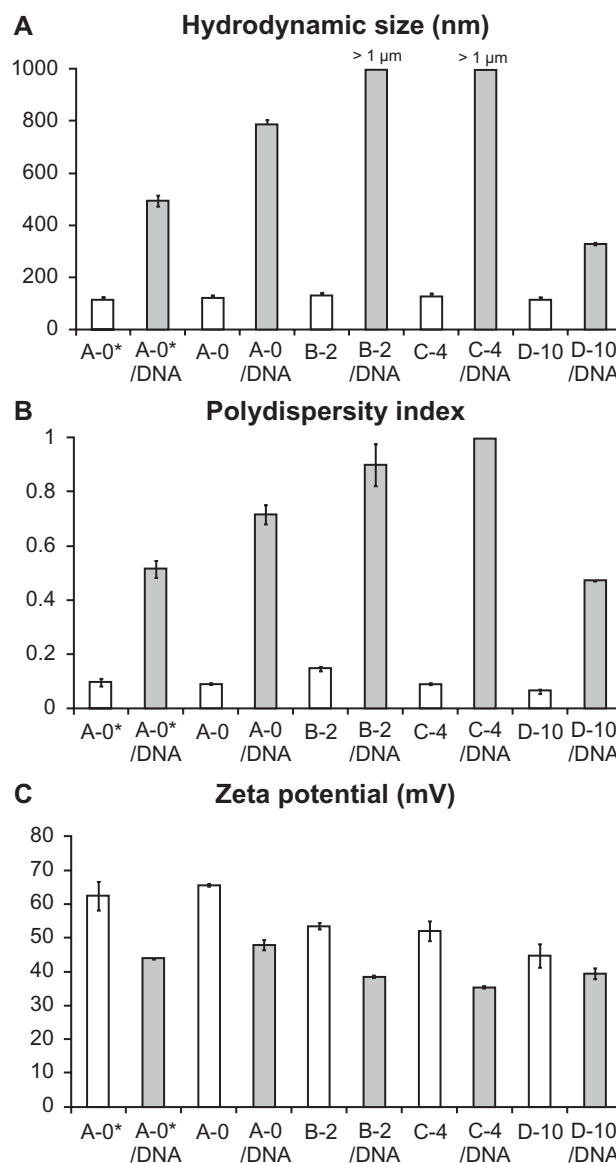 A Hydrodynamic size (nm)
> 1 µm > 1 µm
1000
800
600
400
200
0
A-0* A-0* A-0 A-0 B-2 B-2 C-4 C-4 D-10 D-10
/DNA /DNA /DNA /DNA /DNA
B Polydispersity index
1
0.8
0.6
0.4
0.2
0
A-0* A-0* A-0 A-0 B-2 B-2 C-4 C-4 D-10 D-10
/DNA /DNA /DNA /DNA /DNA
C Zeta potential (mV)
80
70
60
50
40
30
20
10
0
A-0* A-0* A-0 A-0 B-2 B-2 C-4 C-4 D-10 D-10
/DNA /DNA /DNA /DNA /DNA